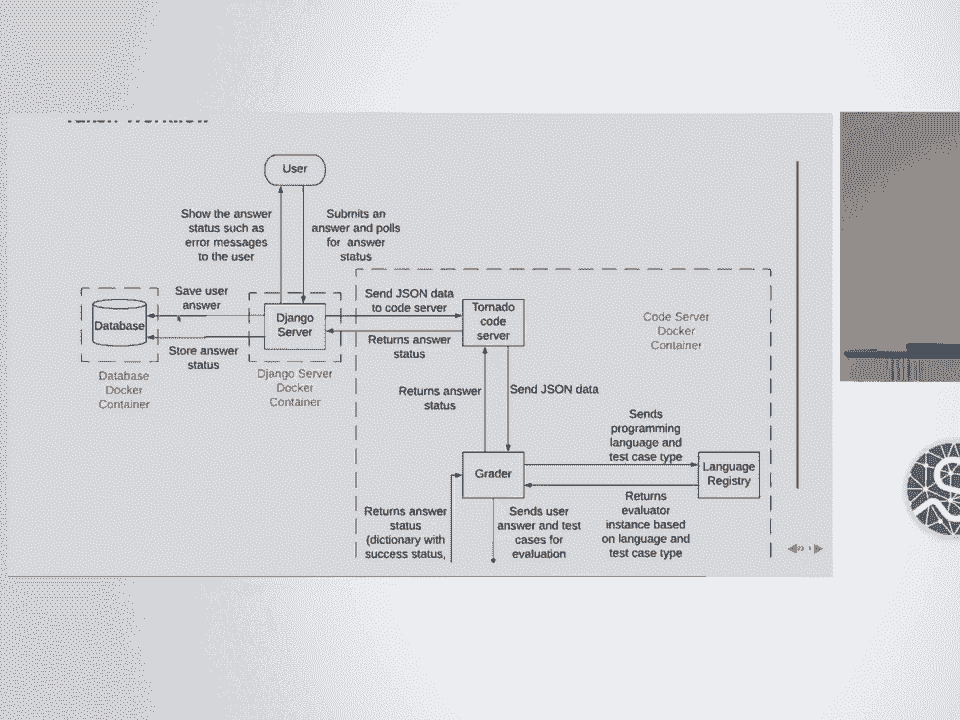 User
Show the answer
status such as
error messages
to the user
Submits an
answer and polls
for answer
status
Save user
answer
Database
Store answer
status
Database
Docker
Container
Django
Server
Django Server
Docker
Container
Send JSON data
to code server
Returns answer
status
Tornado
code
server
Code Server
Docker
Container
Returns answer
status
Send JSON data
Sends
programming
language and
test case type
Grader
Language
Registry
Returns
evaluator
instance based
on language and
test case type
Returns answer
status
(dictionary with
success status,
Sends user
answer and test
cases for
evaluation